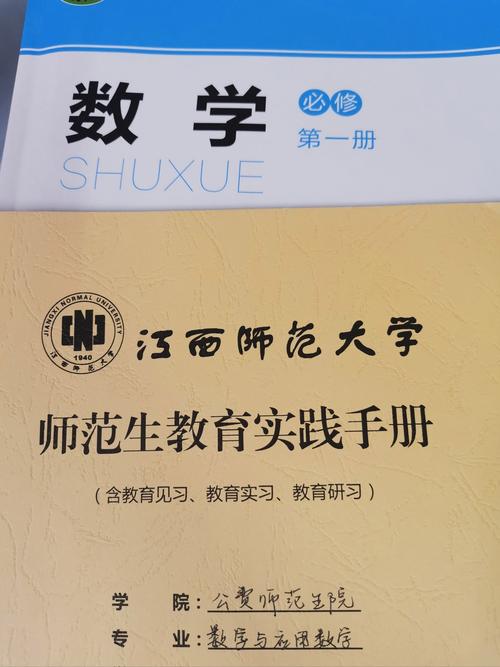 数学 必修
第一册
SHUXUE
JIANGXI NORMAL UNIVERSITY
1940
江西师范大学
江西师范大学
师范生教育实践手册
(含教育见习、教育实习、教育研习)
学 院:公费师范生院
专 业:数学与应用数学